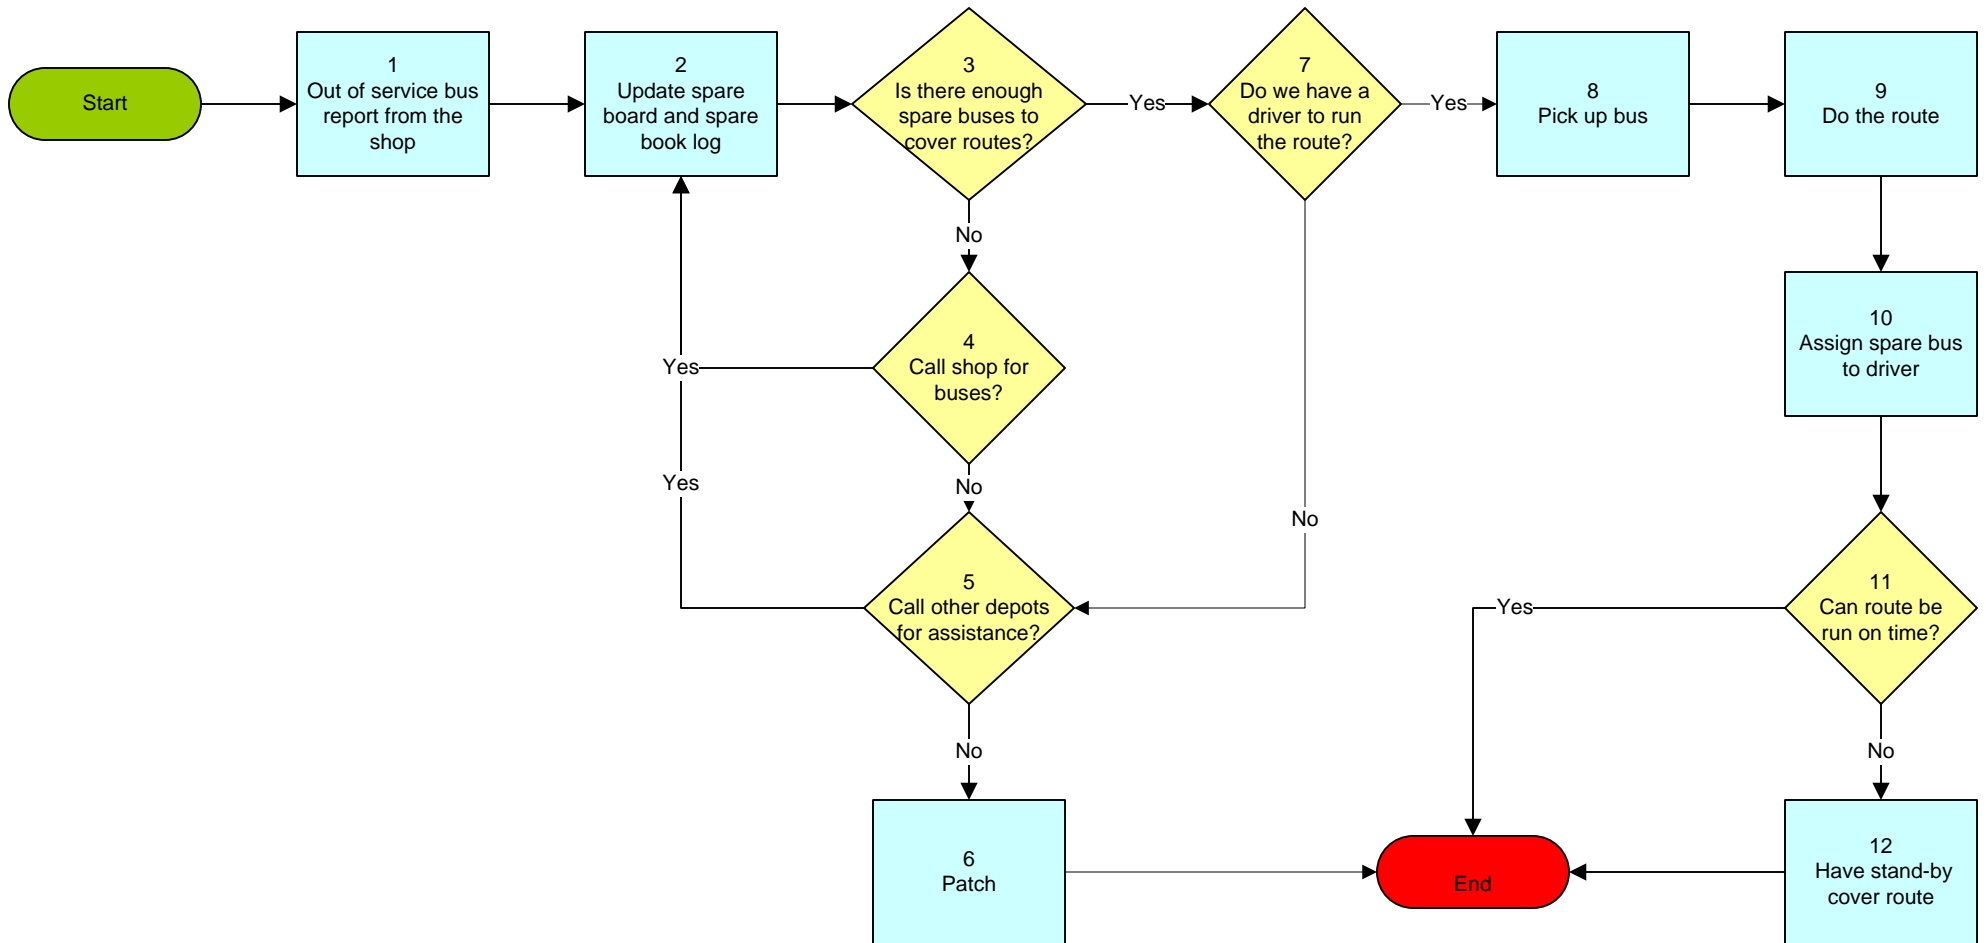 Start
1
Out of service bus
report from the
shop
2
Update spare
board and spare
book log
3
Is there enough
spare buses to
cover routes?
Yes
7
Do we have a
driver to run
the route?
Yes
8
Pick up bus
9
Do the route
No
4
Call shop for
buses?
Yes
No
Yes
5
Call other depots
for assistance?
No
No
6
Patch
10
Assign spare bus
to driver
11
Can route be
run on time?
Yes
No
12
Have stand-by
cover route
End